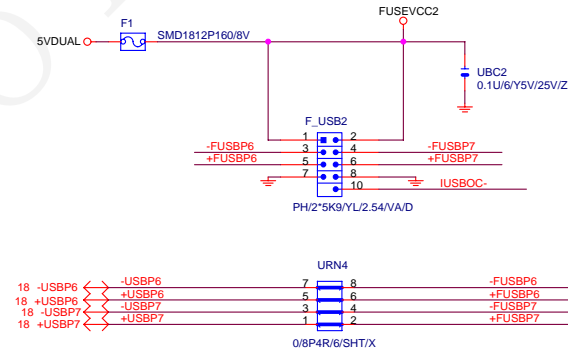 FUSEVCC2
F1
5VDUAL
SMD1812P160/8V
UBC2
0.1U/6/Y5V/25V/Z
F_USB2
1 2
-FUSBP6 3 4 -FUSBP7
+FUSBP6 5 6 +FUSBP7
7 8
10 IUSBOC-
PH/2*5K9/YL/2.54/VA/D
URN4
18 -USBP6 -USBP6 7 8 -FUSBP6
18 +USBP6 +USBP6 5 6 +FUSBP6
18 -USBP7 -USBP7 3 4 -FUSBP7
18 +USBP7 +USBP7 1 2 +FUSBP7
0/8P4R/6/SHT/X